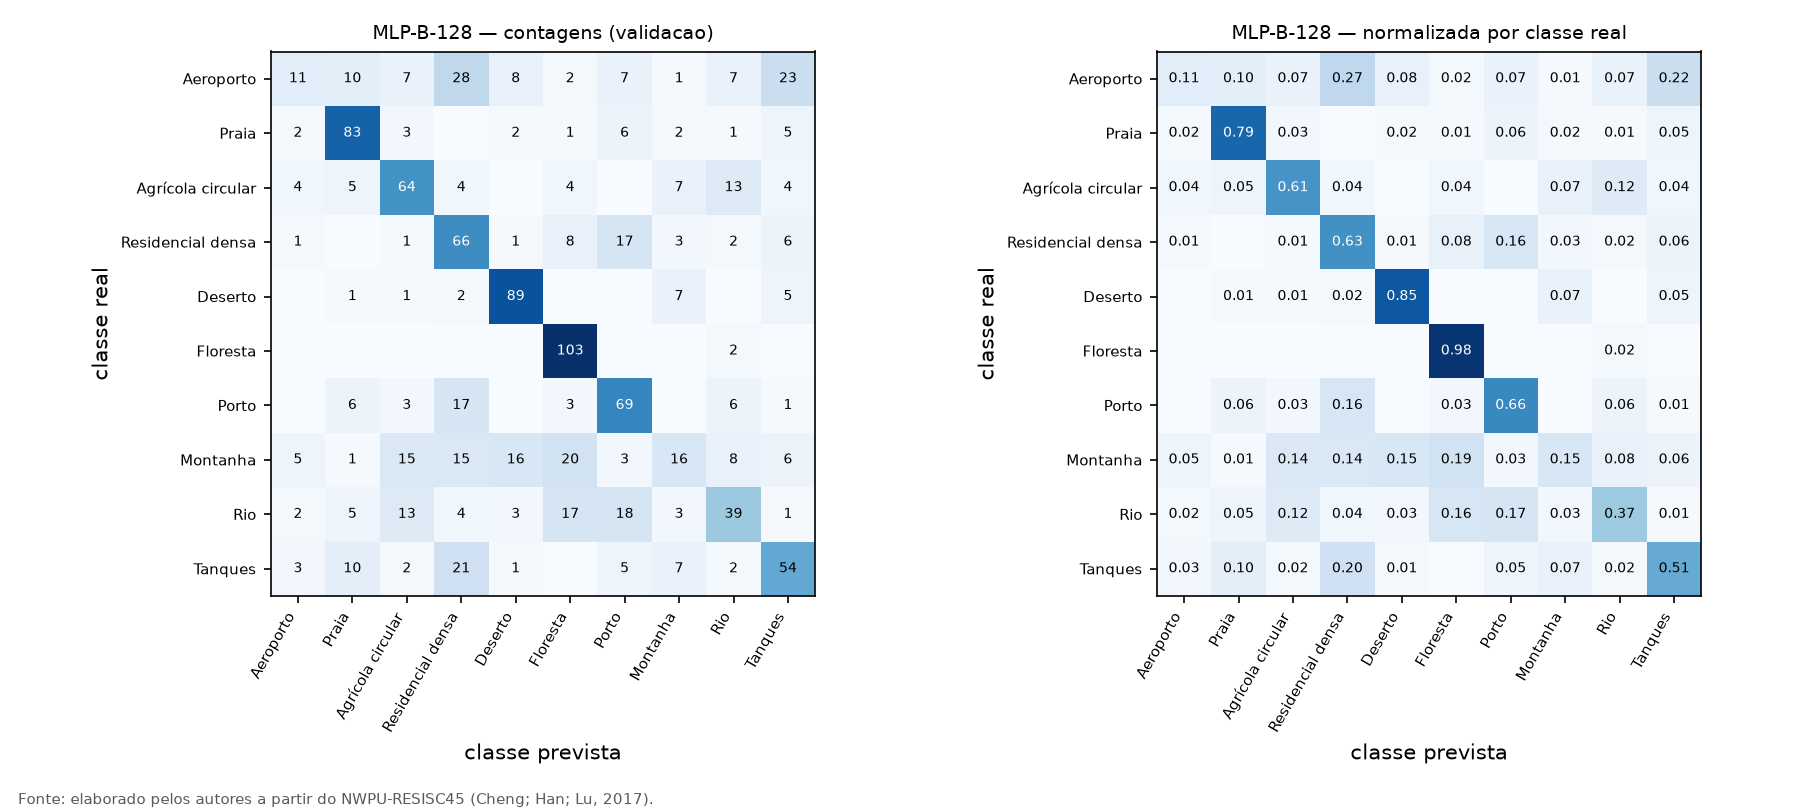 MLP-B-128 — contagens (validacao)
classe real
Aeroporto 11 10 7 28 8 2 7 1 7 23
Praia 2 83 3 2 1 6 2 1 5
Agrícola circular 4 5 64 4 4 7 13 4
Residencial densa 1 1 66 1 8 17 3 2 6
Deserto 1 1 2 89 7 5
Floresta 103 2
Porto 6 3 17 3 69 6 1
Montanha 5 1 15 15 16 20 3 16 8 6
Rio 2 5 13 4 3 17 18 3 39 1
Tanques 3 10 2 21 1 5 7 2 54
Aeroporto Praia Agrícola circular Residencial densa Deserto Floresta Porto Montanha Rio Tanques
classe prevista
MLP-B-128 — normalizada por classe real
classe real
Aeroporto 0.11 0.10 0.07 0.27 0.08 0.02 0.07 0.01 0.07 0.22
Praia 0.02 0.79 0.03 0.02 0.01 0.06 0.02 0.01 0.05
Agrícola circular 0.04 0.05 0.61 0.04 0.04 0.07 0.12 0.04
Residencial densa 0.01 0.01 0.63 0.01 0.08 0.16 0.03 0.02 0.06
Deserto 0.01 0.01 0.02 0.85 0.07 0.05
Floresta 0.98 0.02
Porto 0.06 0.03 0.16 0.03 0.66 0.06 0.01
Montanha 0.05 0.01 0.14 0.14 0.15 0.19 0.03 0.15 0.08 0.06
Rio 0.02 0.05 0.12 0.04 0.03 0.16 0.17 0.03 0.37 0.01
Tanques 0.03 0.10 0.02 0.20 0.01 0.05 0.07 0.02 0.51
Aeroporto Praia Agrícola circular Residencial densa Deserto Floresta Porto Montanha Rio Tanques
classe prevista
Fonte: elaborado pelos autores a partir do NWPU-RESISC45 (Cheng; Han; Lu, 2017).